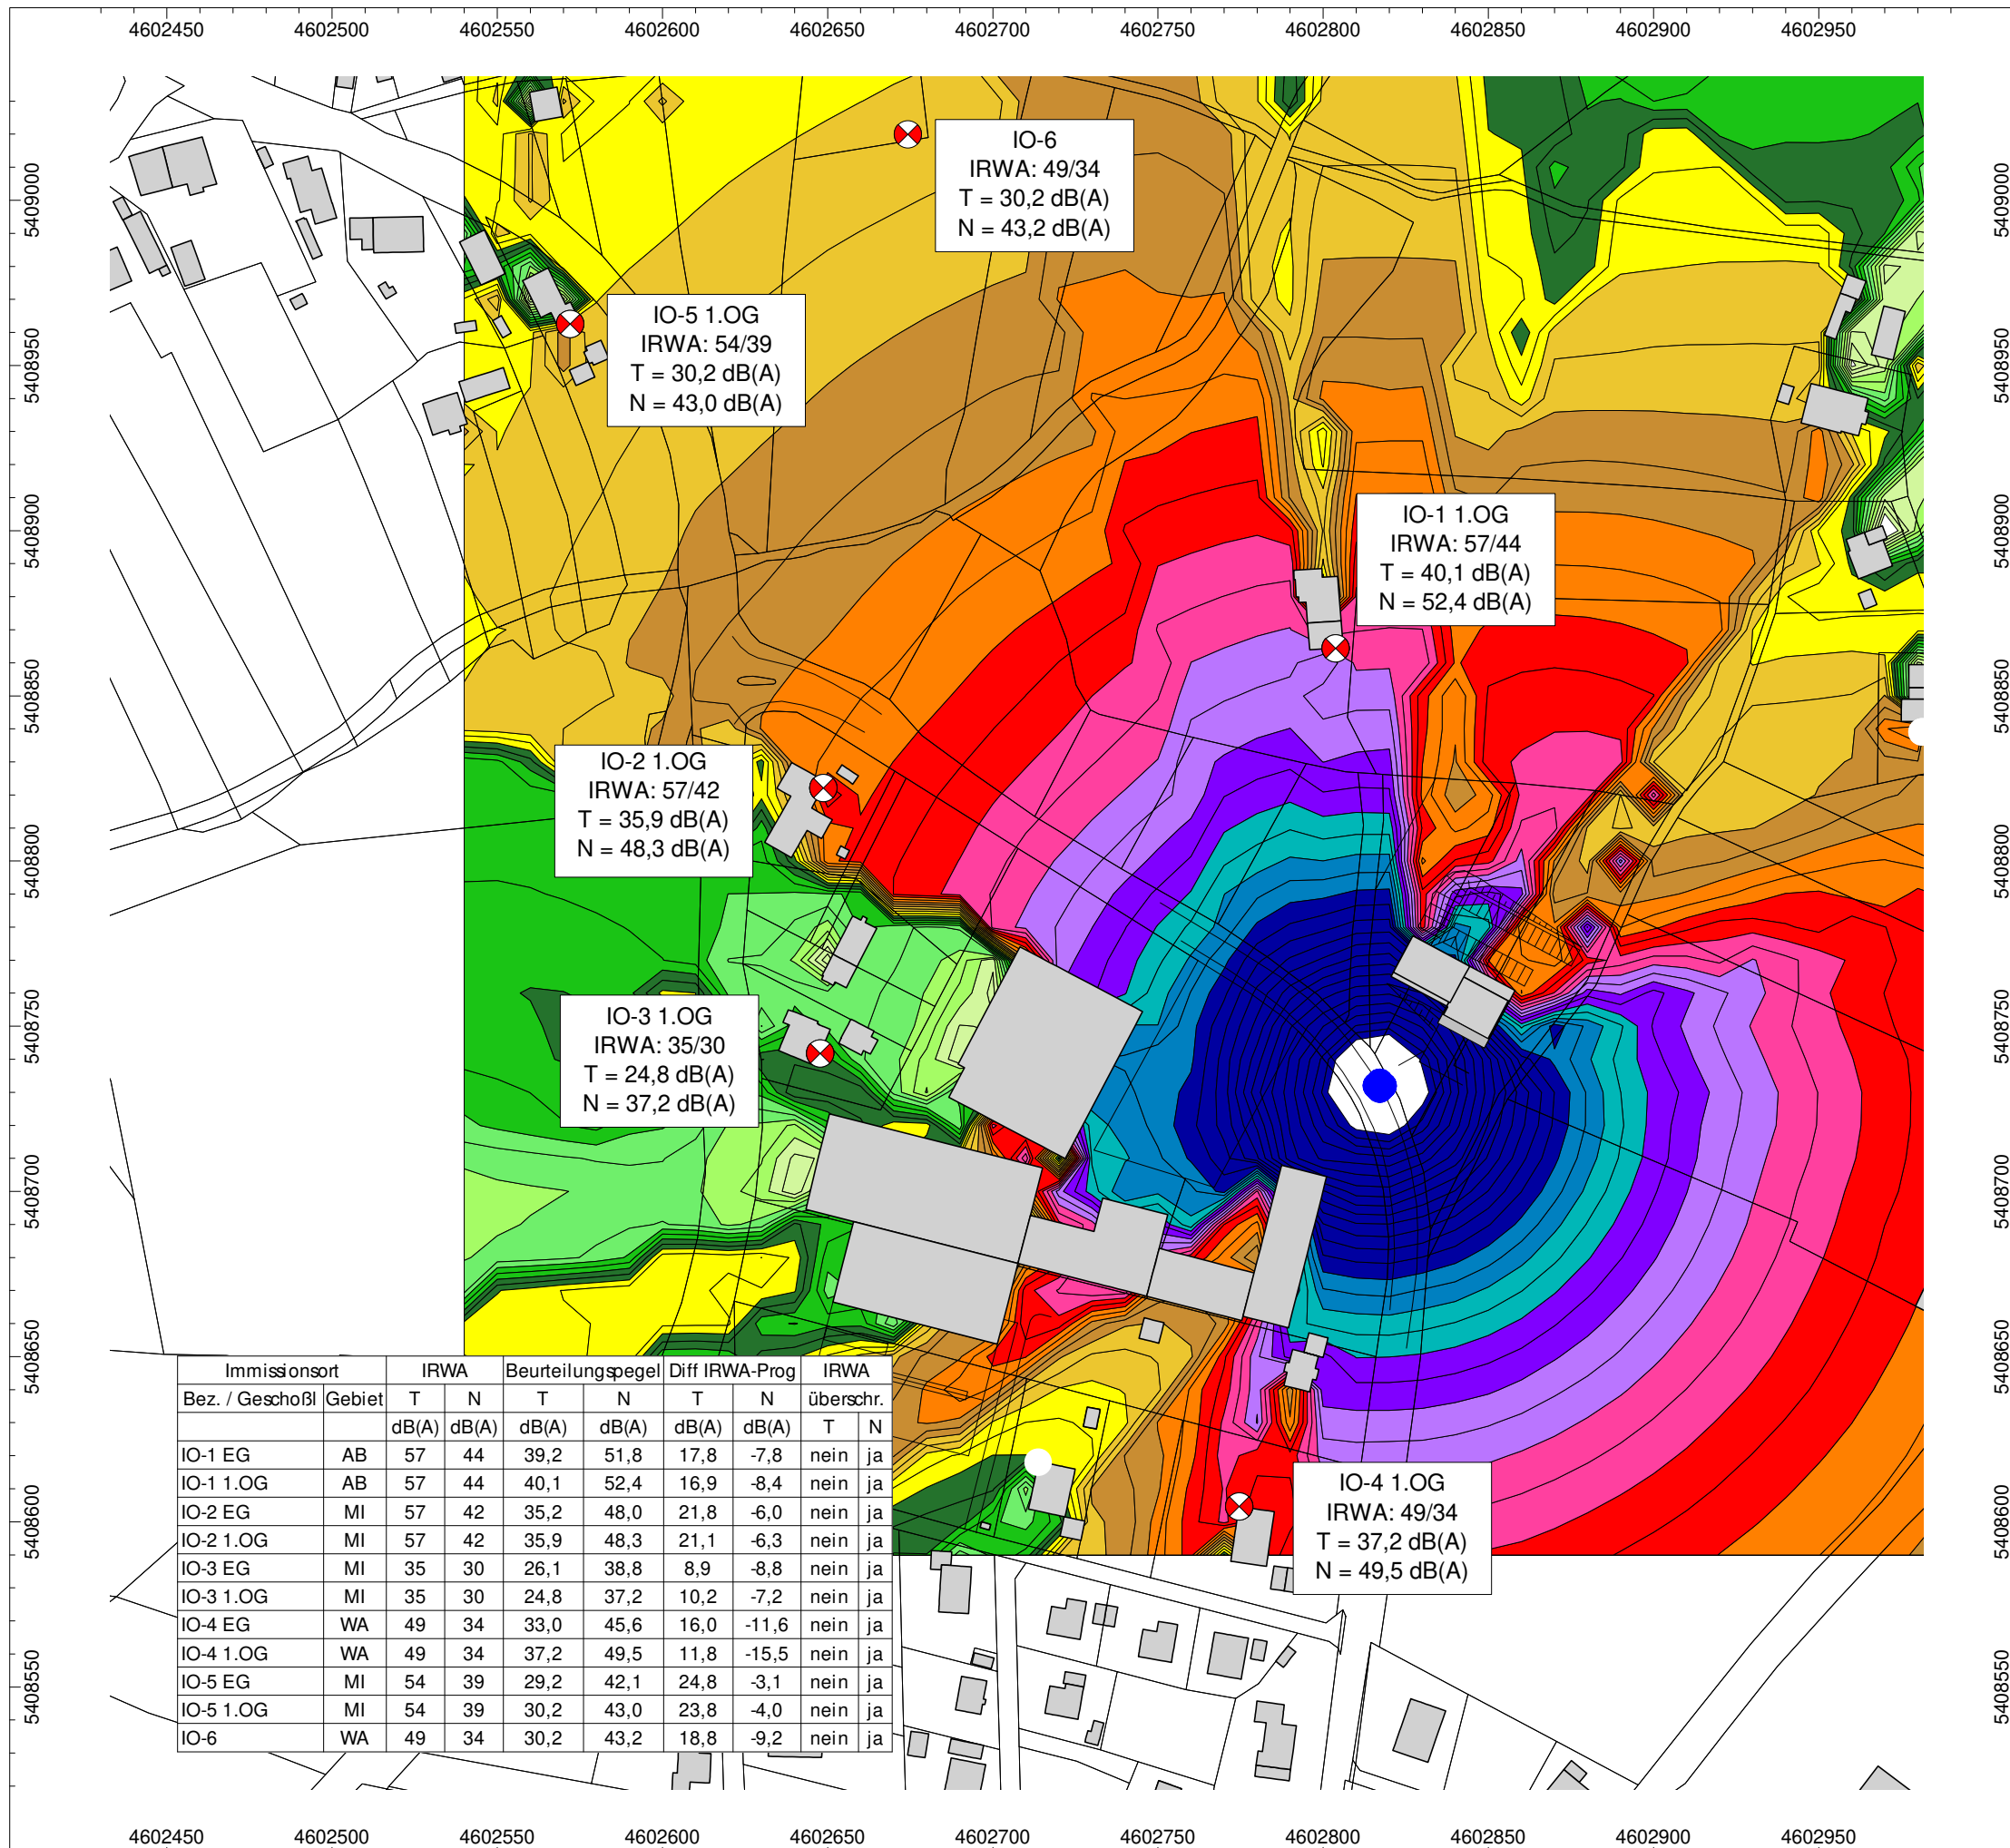 4602450 4602500 4602550 4602600 4602650 4602700 4602750 4602800 4602850 4602900 4602950
5409000
5408950
5408900
5408850
5408800
5408750
5408700
5408650
5408600
5408550
5409000
5408950
5408900
5408850
5408800
5408750
5408700
5408650
5408600
5408550
IO-6
IRWA: 49/34
T = 30,2 dB(A)
N = 43,2 dB(A)
IO-5 1.OG
IRWA: 54/39
T = 30,2 dB(A)
N = 43,0 dB(A)
IO-1 1.OG
IRWA: 57/44
T = 40,1 dB(A)
N = 52,4 dB(A)
IO-2 1.OG
IRWA: 57/42
T = 35,9 dB(A)
N = 48,3 dB(A)
IO-3 1.OG
IRWA: 35/30
T = 24,8 dB(A)
N = 37,2 dB(A)
IO-4 1.OG
IRWA: 49/34
T = 37,2 dB(A)
N = 49,5 dB(A)
Immissionsort IRWA Beurteilungspegel Diff IRWA-Prog IRWA
Bez. / Geschoßl Gebiet T N T N T N überschr.
dB(A) dB(A) dB(A) dB(A) dB(A) dB(A) T N
IO-1 EG AB 57 44 39,2 51,8 17,8 -7,8 nein ja
IO-1 1.OG AB 57 44 40,1 52,4 16,9 -8,4 nein ja
IO-2 EG MI 57 42 35,2 48,0 21,8 -6,0 nein ja
IO-2 1.OG MI 57 42 35,9 48,3 21,1 -6,3 nein ja
IO-3 EG MI 35 30 26,1 38,8 8,9 -8,8 nein ja
IO-3 1.OG MI 35 30 24,8 37,2 10,2 -7,2 nein ja
IO-4 EG WA 49 34 33,0 45,6 16,0 -11,6 nein ja
IO-4 1.OG WA 49 34 37,2 49,5 11,8 -15,5 nein ja
IO-5 EG MI 54 39 29,2 42,1 24,8 -3,1 nein ja
IO-5 1.OG MI 54 39 30,2 43,0 23,8 -4,0 nein ja
IO-6 WA 49 34 30,2 43,2 18,8 -9,2 nein ja
4602450 4602500 4602550 4602600 4602650 4602700 4602750 4602800 4602850 4602900 4602950